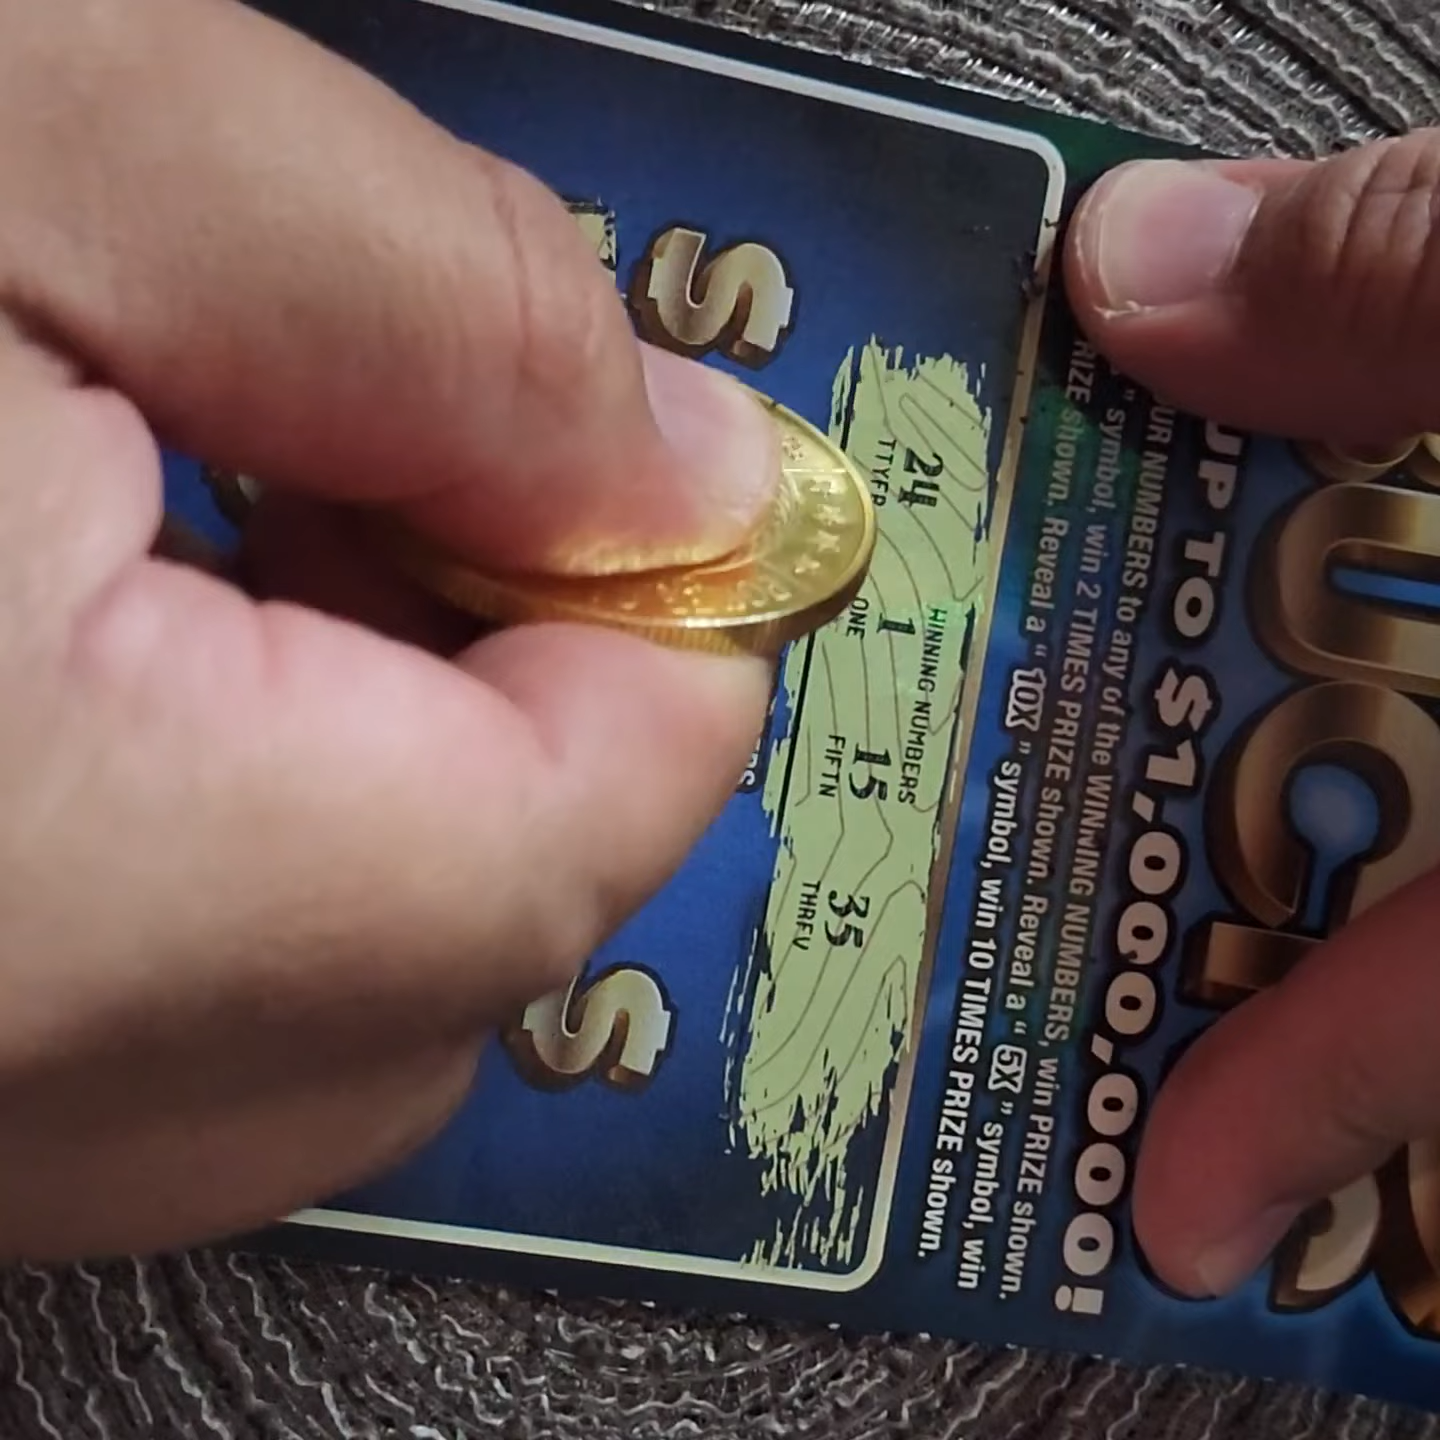 UP TO $1,000,000!
UR NUMBERS to any of the WINNING NUMBERS, win PRIZE shown.
" symbol, win 2 TIMES PRIZE shown. Reveal a " 5X " symbol, win
RIZE shown. Reveal a " 10X " symbol, win 10 TIMES PRIZE shown.
WINNING NUMBERS
24 1 15 35
TTYFR ONE FIFTN THRFV